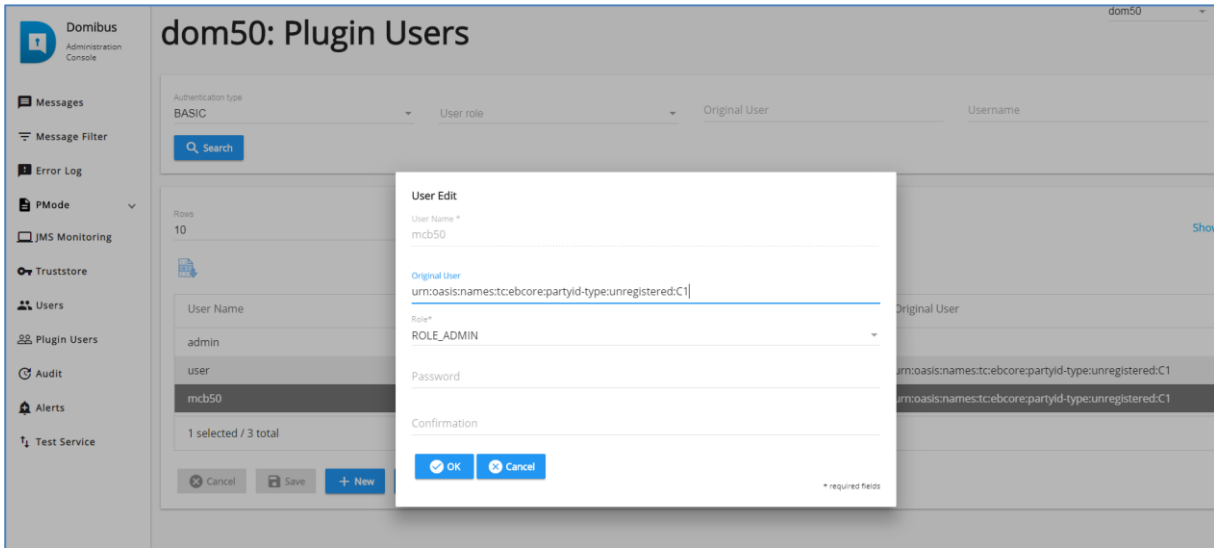 dom50
Domibus
Administration
Console
dom50: Plugin Users
Messages
Message Filter
Error Log
PMode
JMS Monitoring
Truststore
Users
Plugin Users
Audit
Alerts
Test Service
Authentication type
BASIC
User role
Original User
Username
Search
Rows
10
User Name
Original User
admin
user
urn:oasis:names:tc:ebcore:partyid-type:unregistered:C1
mcb50
urn:oasis:names:tc:ebcore:partyid-type:unregistered:C1
1 selected / 3 total
Cancel
Save
+ New
User Edit
User Name *
mcb50
Original User
urn:oasis:names:tc:ebcore:partyid-type:unregistered:C1
Role*
ROLE_ADMIN
Password
Confirmation
OK
Cancel
* required fields